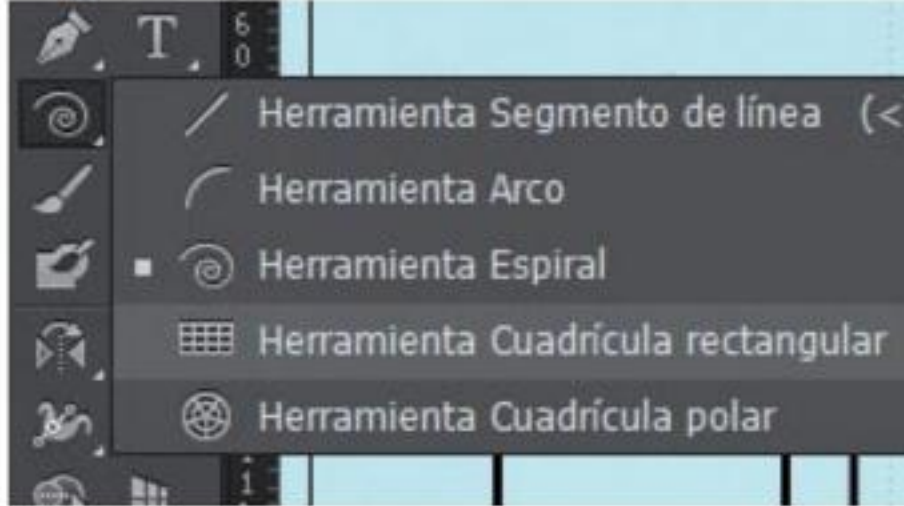 T
6
0
Herramienta Segmento de línea (<
Herramienta Arco
Herramienta Espiral
Herramienta Cuadrícula rectangular
Herramienta Cuadrícula polar
1